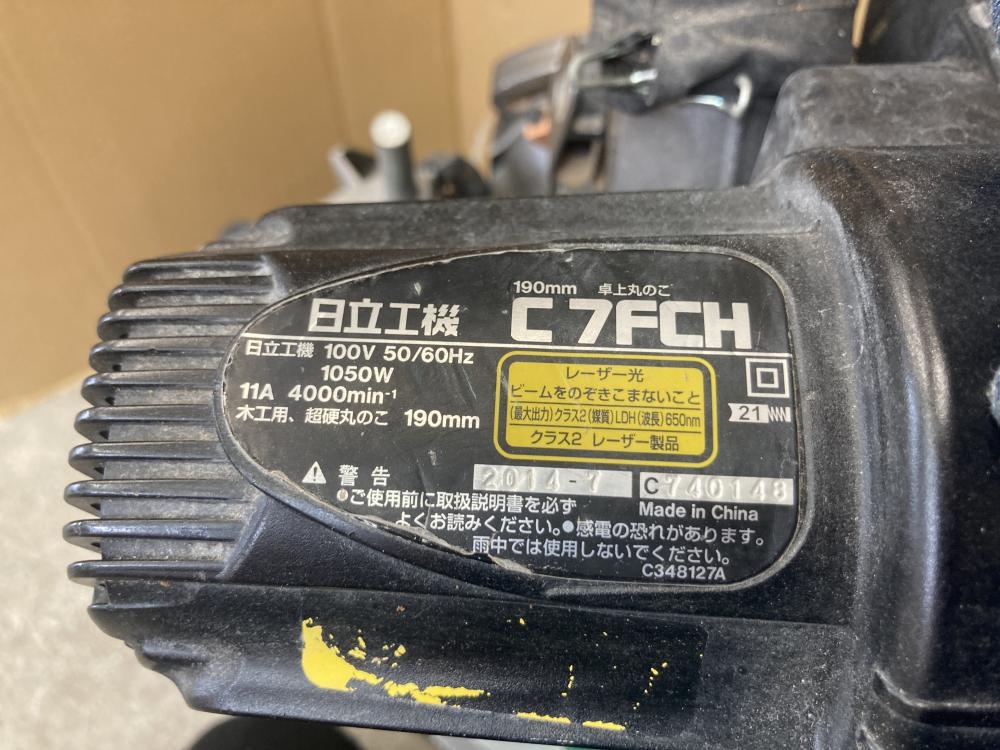 190mm 卓上丸のこ
日立工機 C 7FCH
日立工機 100V 50/60Hz
1050W
11A 4000min⁻¹
木工用、超硬丸のこ 190mm
レーザー光
ビームをのぞきこまないこと
(最大出力)クラス2(媒質)LDH(波長)650nm
クラス2 レーザー製品
21
警告
2014-7 C740148
Made in China
●ご使用前に取扱説明書を必ず
よくお読みください。●感電の恐れがあります。
雨中では使用しないでください。
C348127A